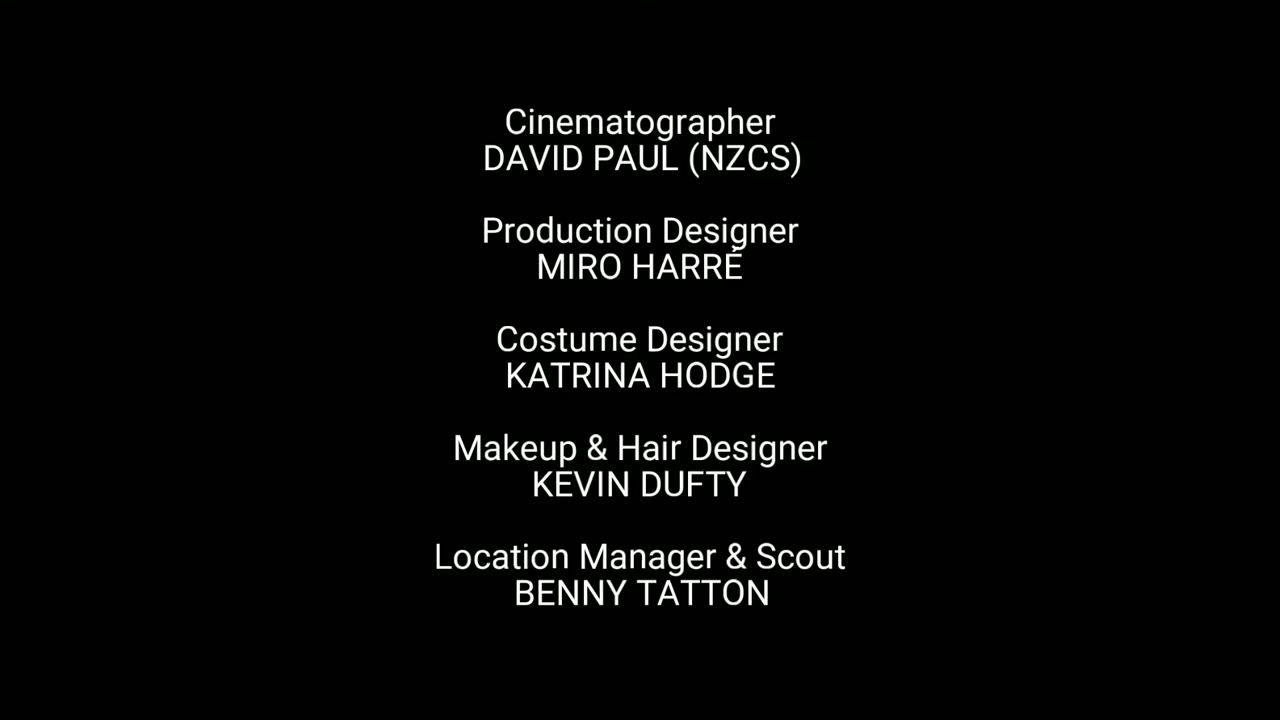 Cinematographer
DAVID PAUL (NZCS)
Production Designer
MIRO HARRÉ
Costume Designer
KATRINA HODGE
Makeup & Hair Designer
KEVIN DUFTY
Location Manager & Scout
BENNY TATTON